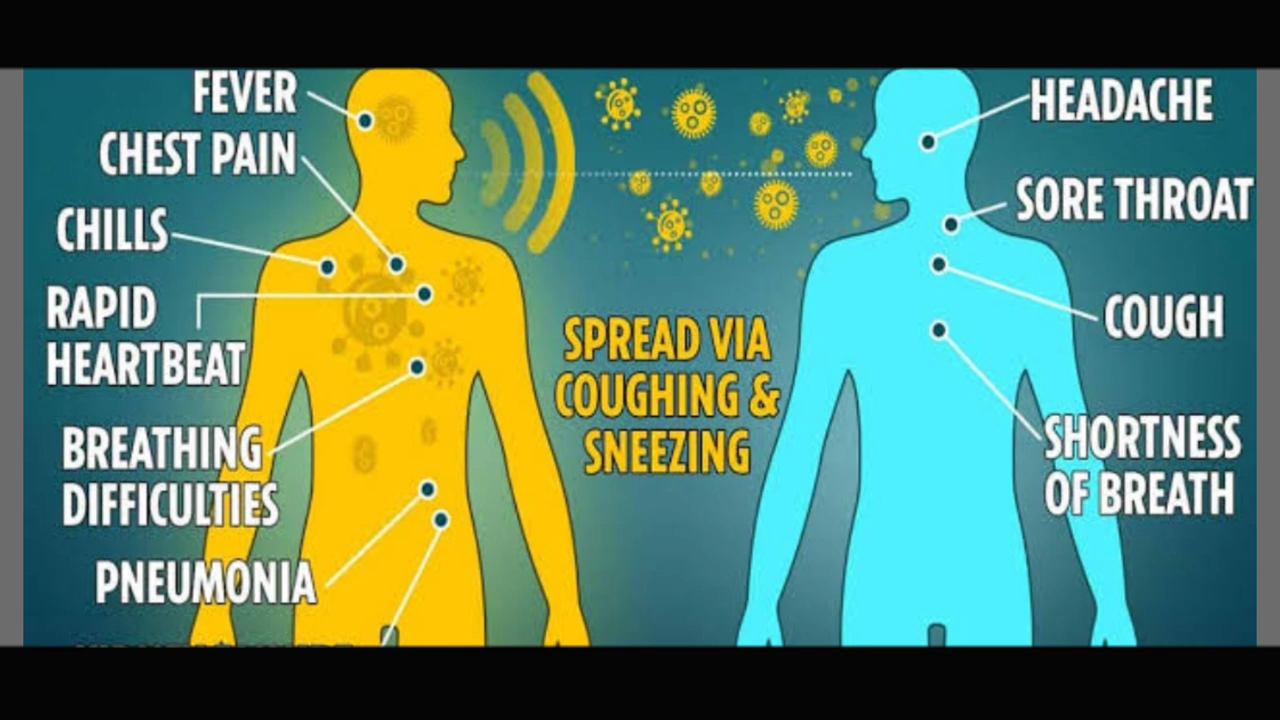 FEVER
CHEST PAIN
CHILLS
RAPID
HEARTBEAT
BREATHING
DIFFICULTIES
PNEUMONIA
SPREAD VIA
COUGHING &
SNEEZING
HEADACHE
SORE THROAT
COUGH
SHORTNESS
OF BREATH